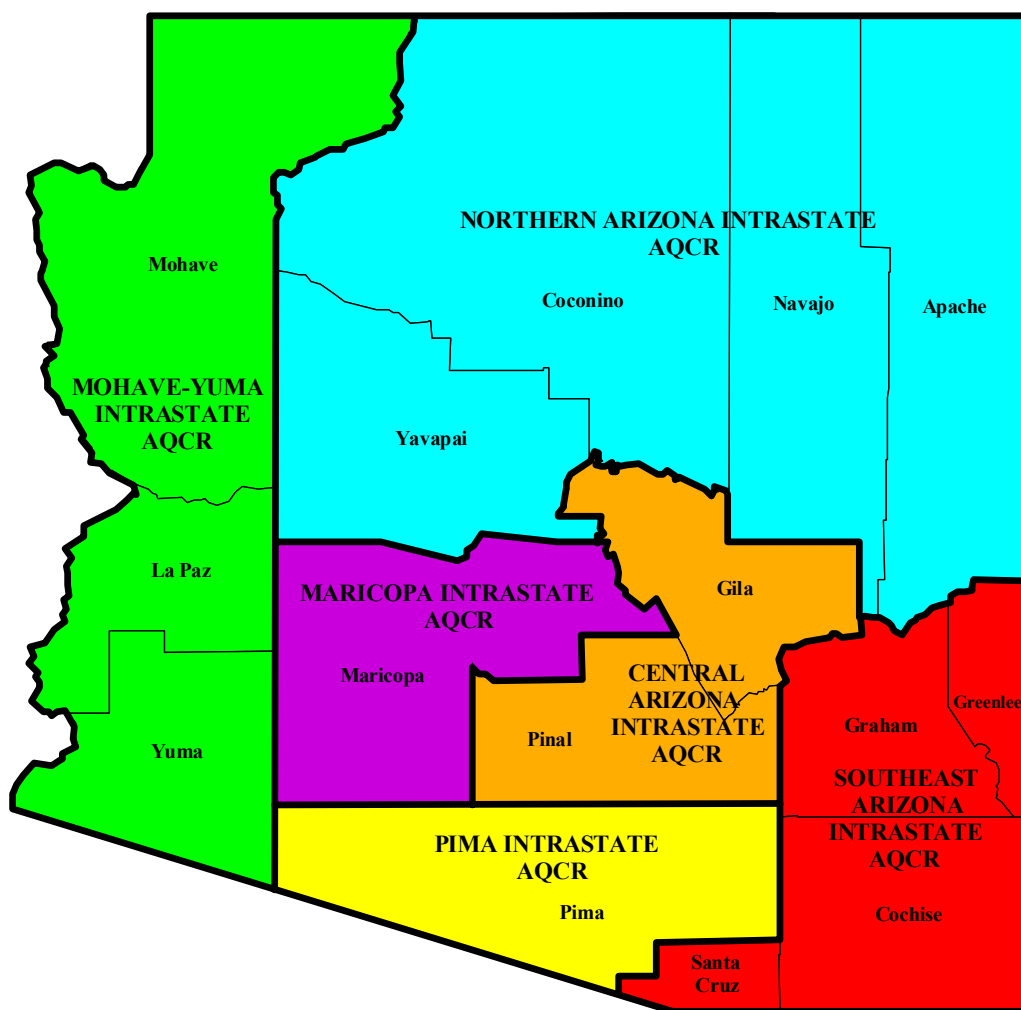 NORTHERN ARIZONA INTRASTATE
AQCR
Mohave
Coconino
Navajo
Apache
MOHAVE-YUMA
INTRASTATE
AQCR
Yavapai
La Paz
MARICOPA INTRASTATE
AQCR
Gila
Maricopa
CENTRAL
ARIZONA
INTRASTATE
AQCR
Greenlee
Graham
Pinal
Yuma
SOUTHEAST
ARIZONA
INTRASTATE
AQCR
PIMA INTRASTATE
AQCR
Pima
Cochise
Santa
Cruz